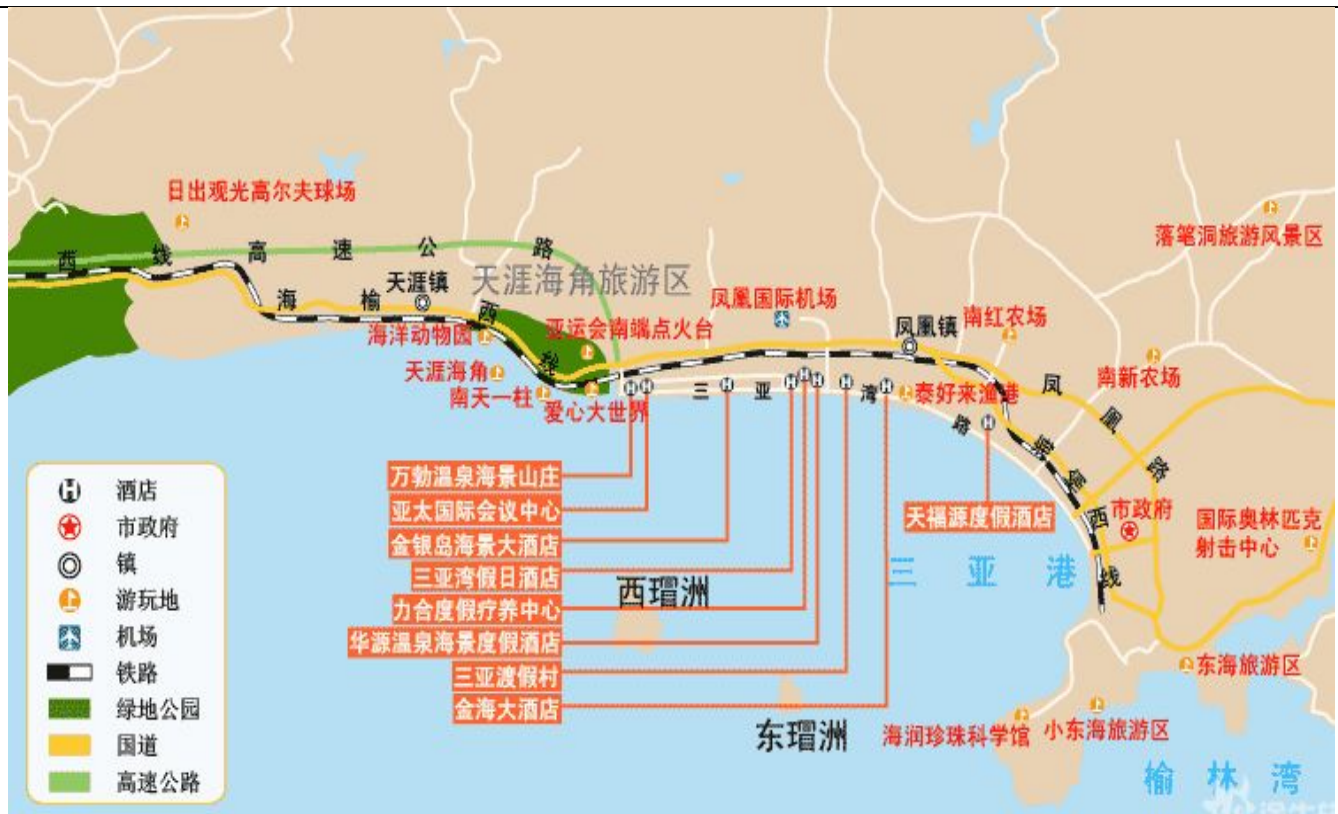 日出观光高尔夫球场
落笔洞旅游风景区
西线高速公路
天涯镇
天涯海角旅游区
海榆西线
凤凰国际机场
海洋动物园
亚运会南端点火台
凤凰镇
南红农场
天涯海角
南天一柱
爱心大世界
三亚湾路
泰好来渔港
凤凰路
南新农场
万勃温泉海景山庄
亚太国际会议中心
金银岛海景大酒店
三亚湾假日酒店
力合度假疗养中心
华源温泉海景度假酒店
三亚渡假村
金海大酒店
天福源度假酒店
市政府
国际奥林匹克
射击中心
西线
三亚港
西瑁洲
东瑁洲
东海旅游区
海润珍珠科学馆
小东海旅游区
榆林湾
H 酒店
市政府
镇
游玩地
机场
铁路
绿地公园
国道
高速公路